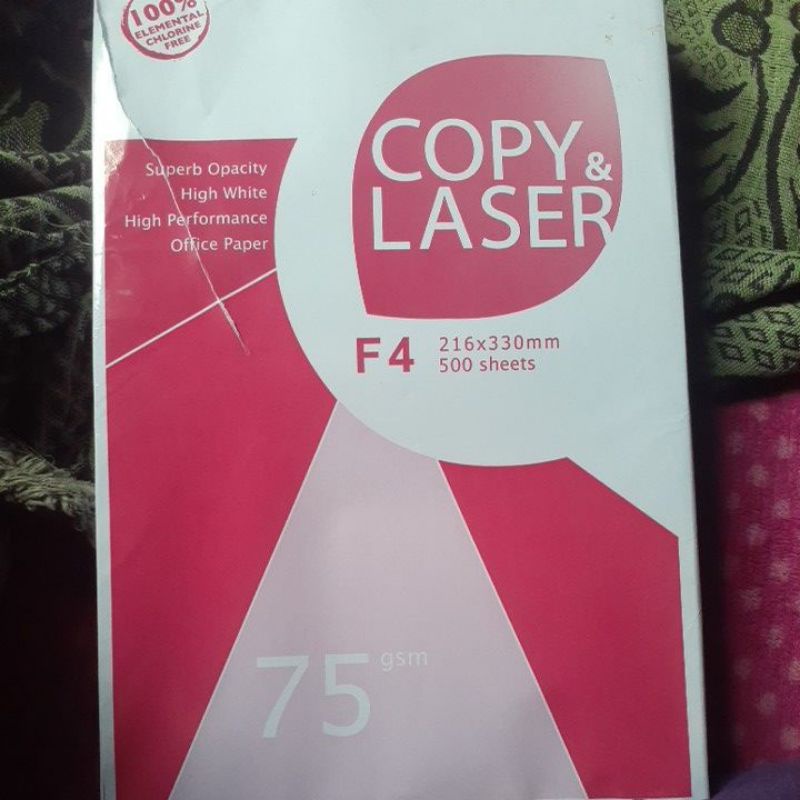 100%
ELEMENTAL
CHLORINE
FREE
Superb Opacity
High White
High Performance
Office Paper
COPY &
LASER
F4
216x330mm
500 sheets
75 gsm